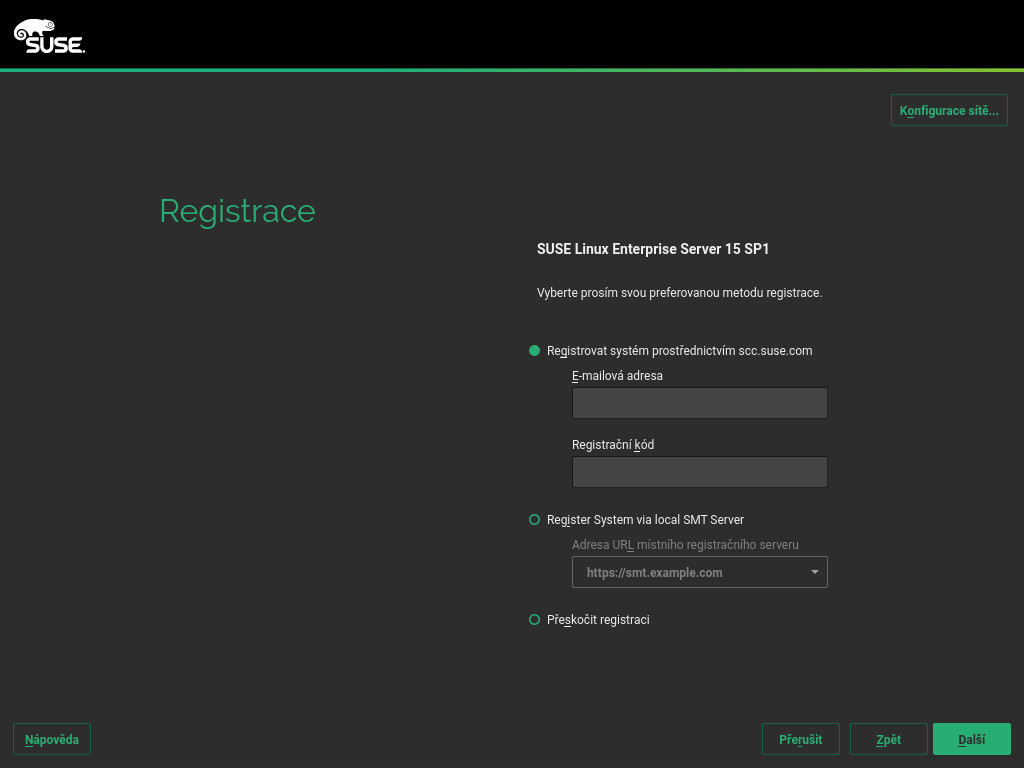 SUSE
Konfigurace sítě...
Registrace
SUSE Linux Enterprise Server 15 SP1
Vyberte prosím svou preferovanou metodu registrace.
Registrovat systém prostřednictvím scc.suse.com
E-mailová adresa
Registrační kód
Register System via local SMT Server
Adresa URL místního registračního serveru
https://smt.example.com
Přeskočit registraci
Nápověda
Přerušit
Zpět
Další